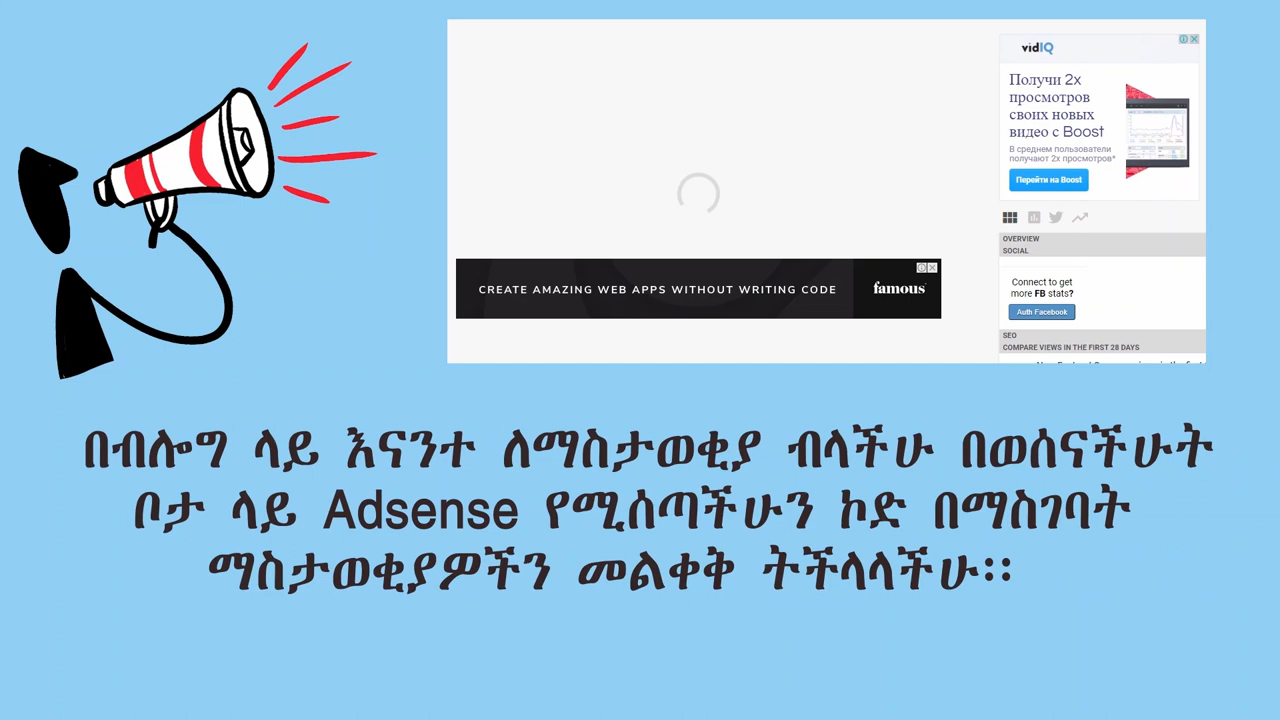 vidIQ
Получи 2x
просмотров
своих новых
видео с Boost
В среднем пользователи
получают 2x просмотров*
Перейти на Boost
OVERVIEW
SOCIAL
CREATE AMAZING WEB APPS WITHOUT WRITING CODE
famous
Connect to get
more FB stats?
Auth Facebook
SEO
COMPARE VIEWS IN THE FIRST 28 DAYS
በብሎግ ላይ እናንተ ለማስታወቂያ ብላችሁ በወሰናችሁት
ቦታ ላይ Adsense የሚሰጣችሁን ኮድ በማስገባት
ማስታወቂያዎችን መልቀቅ ትችላላችሁ፡፡